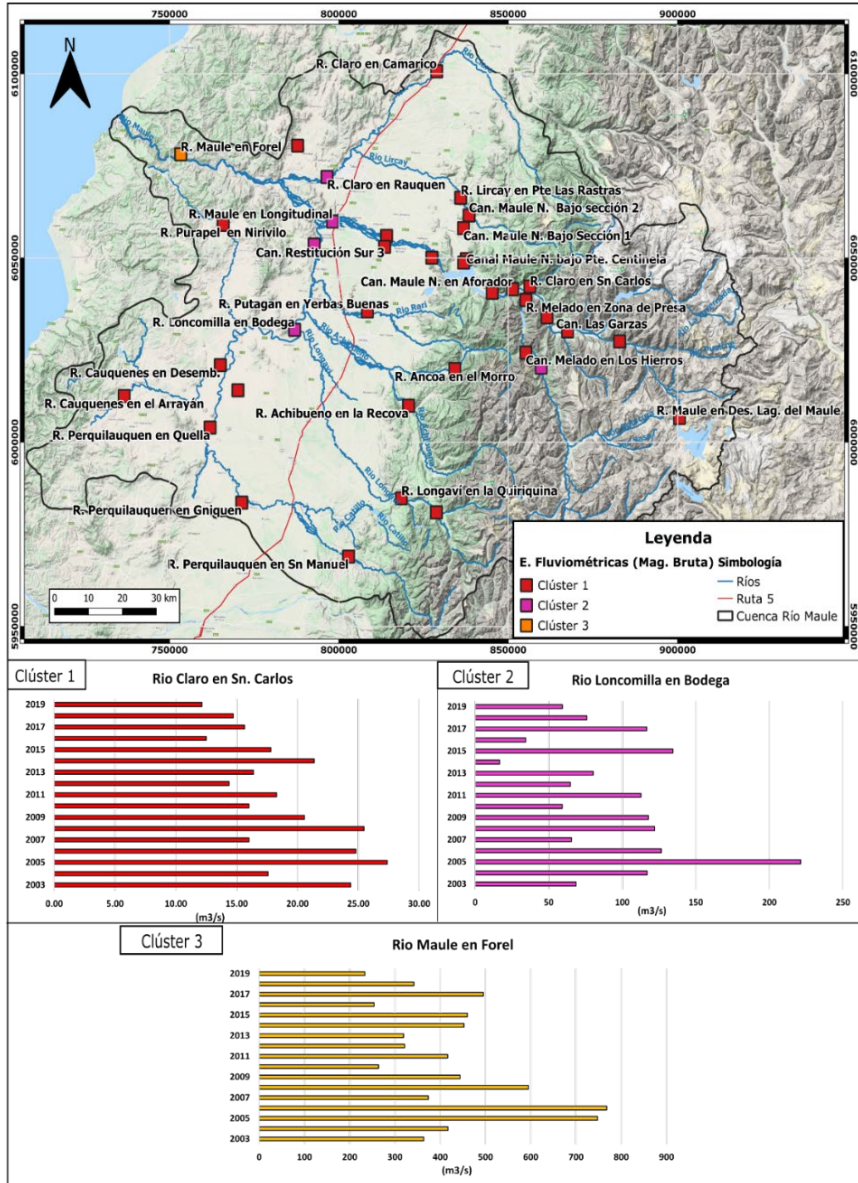 750000 800000 850000 900000
N
6100000 6100000
R. Claro en Camarico
Rio Maule
R. Maule en Forel
Rio Lircay
R. Claro en Rauquen
R. Lircay en Pte Las Rastras
Can. Maule N. Bajo sección 2
R. Maule en Longitudinal
R. Purapel en Nirivilo
Can. Maule N. Bajo Sección 1
6050000 6050000
Can. Restitución Sur 3
Canal Maule N. bajo Pte. Centinela
Can. Maule N. en Aforador
R. Claro en Sn Carlos
R. Melado en Zona de Presa
R. Putagan en Yerbas Buenas
Rio Rari
R. Loncomilla en Bodega
Can. Las Garzas
Can. Melado en Los Hierros
R. Cauquenes en Desemb.
R. Ancoa en el Morro
R. Cauquenes en el Arrayán
R. Achibueno en la Recova
R. Maule en Des. Lag. del Maule
6000000 6000000
R. Perquilauquen en Quella
R. Longavi en la Quiriquina
R. Perquilauquen en Gniquen
Rio Catillo
R. Perquilauquen en Sn Manuel
Leyenda
E. Fluviométricas (Mag. Bruta) Simbología
Clúster 1 Ríos
Clúster 2 Ruta 5
Clúster 3 Cuenca Río Maule
0 10 20 30 km
5950000 5950000
750000 800000 850000 900000
Clúster 1
Rio Claro en Sn. Carlos
2019
2017
2015
2013
2011
2009
2007
2005
2003
0.00 5.00 10.00 15.00 20.00 25.00 30.00
(m3/s)
Clúster 2
Rio Loncomilla en Bodega
2019
2017
2015
2013
2011
2009
2007
2005
2003
0 50 100 150 200 250
(m3/s)
Clúster 3
Rio Maule en Forel
2019
2017
2015
2013
2011
2009
2007
2005
2003
0 100 200 300 400 500 600 700 800 900
(m3/s)